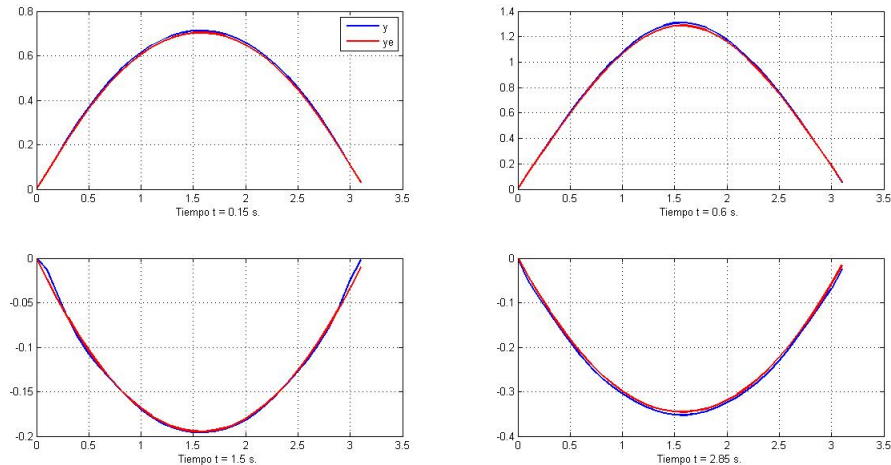 0.8
0.6
0.4
0.2
0
0 0.5 1 1.5 2 2.5 3 3.5
Tiempo t = 0.15 s.
y
ye
1.4
1.2
1
0.8
0.6
0.4
0.2
0
0 0.5 1 1.5 2 2.5 3 3.5
Tiempo t = 0.6 s.
0
-0.05
-0.1
-0.15
-0.2
0 0.5 1 1.5 2 2.5 3 3.5
Tiempo t = 1.5 s.
0
-0.1
-0.2
-0.3
-0.4
0 0.5 1 1.5 2 2.5 3 3.5
Tiempo t = 2.85 s.